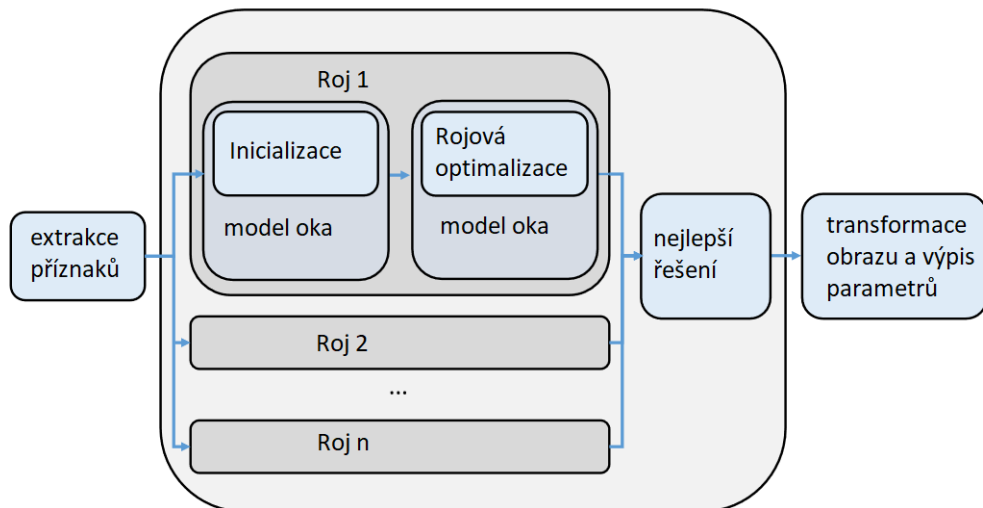 Roj 1
Inicializace
model oka
Rojová
optimalizace
model oka
extrakce
příznaků
nejlepší
řešení
transformace
obrazu a výpis
parametrů
Roj 2
...
Roj n